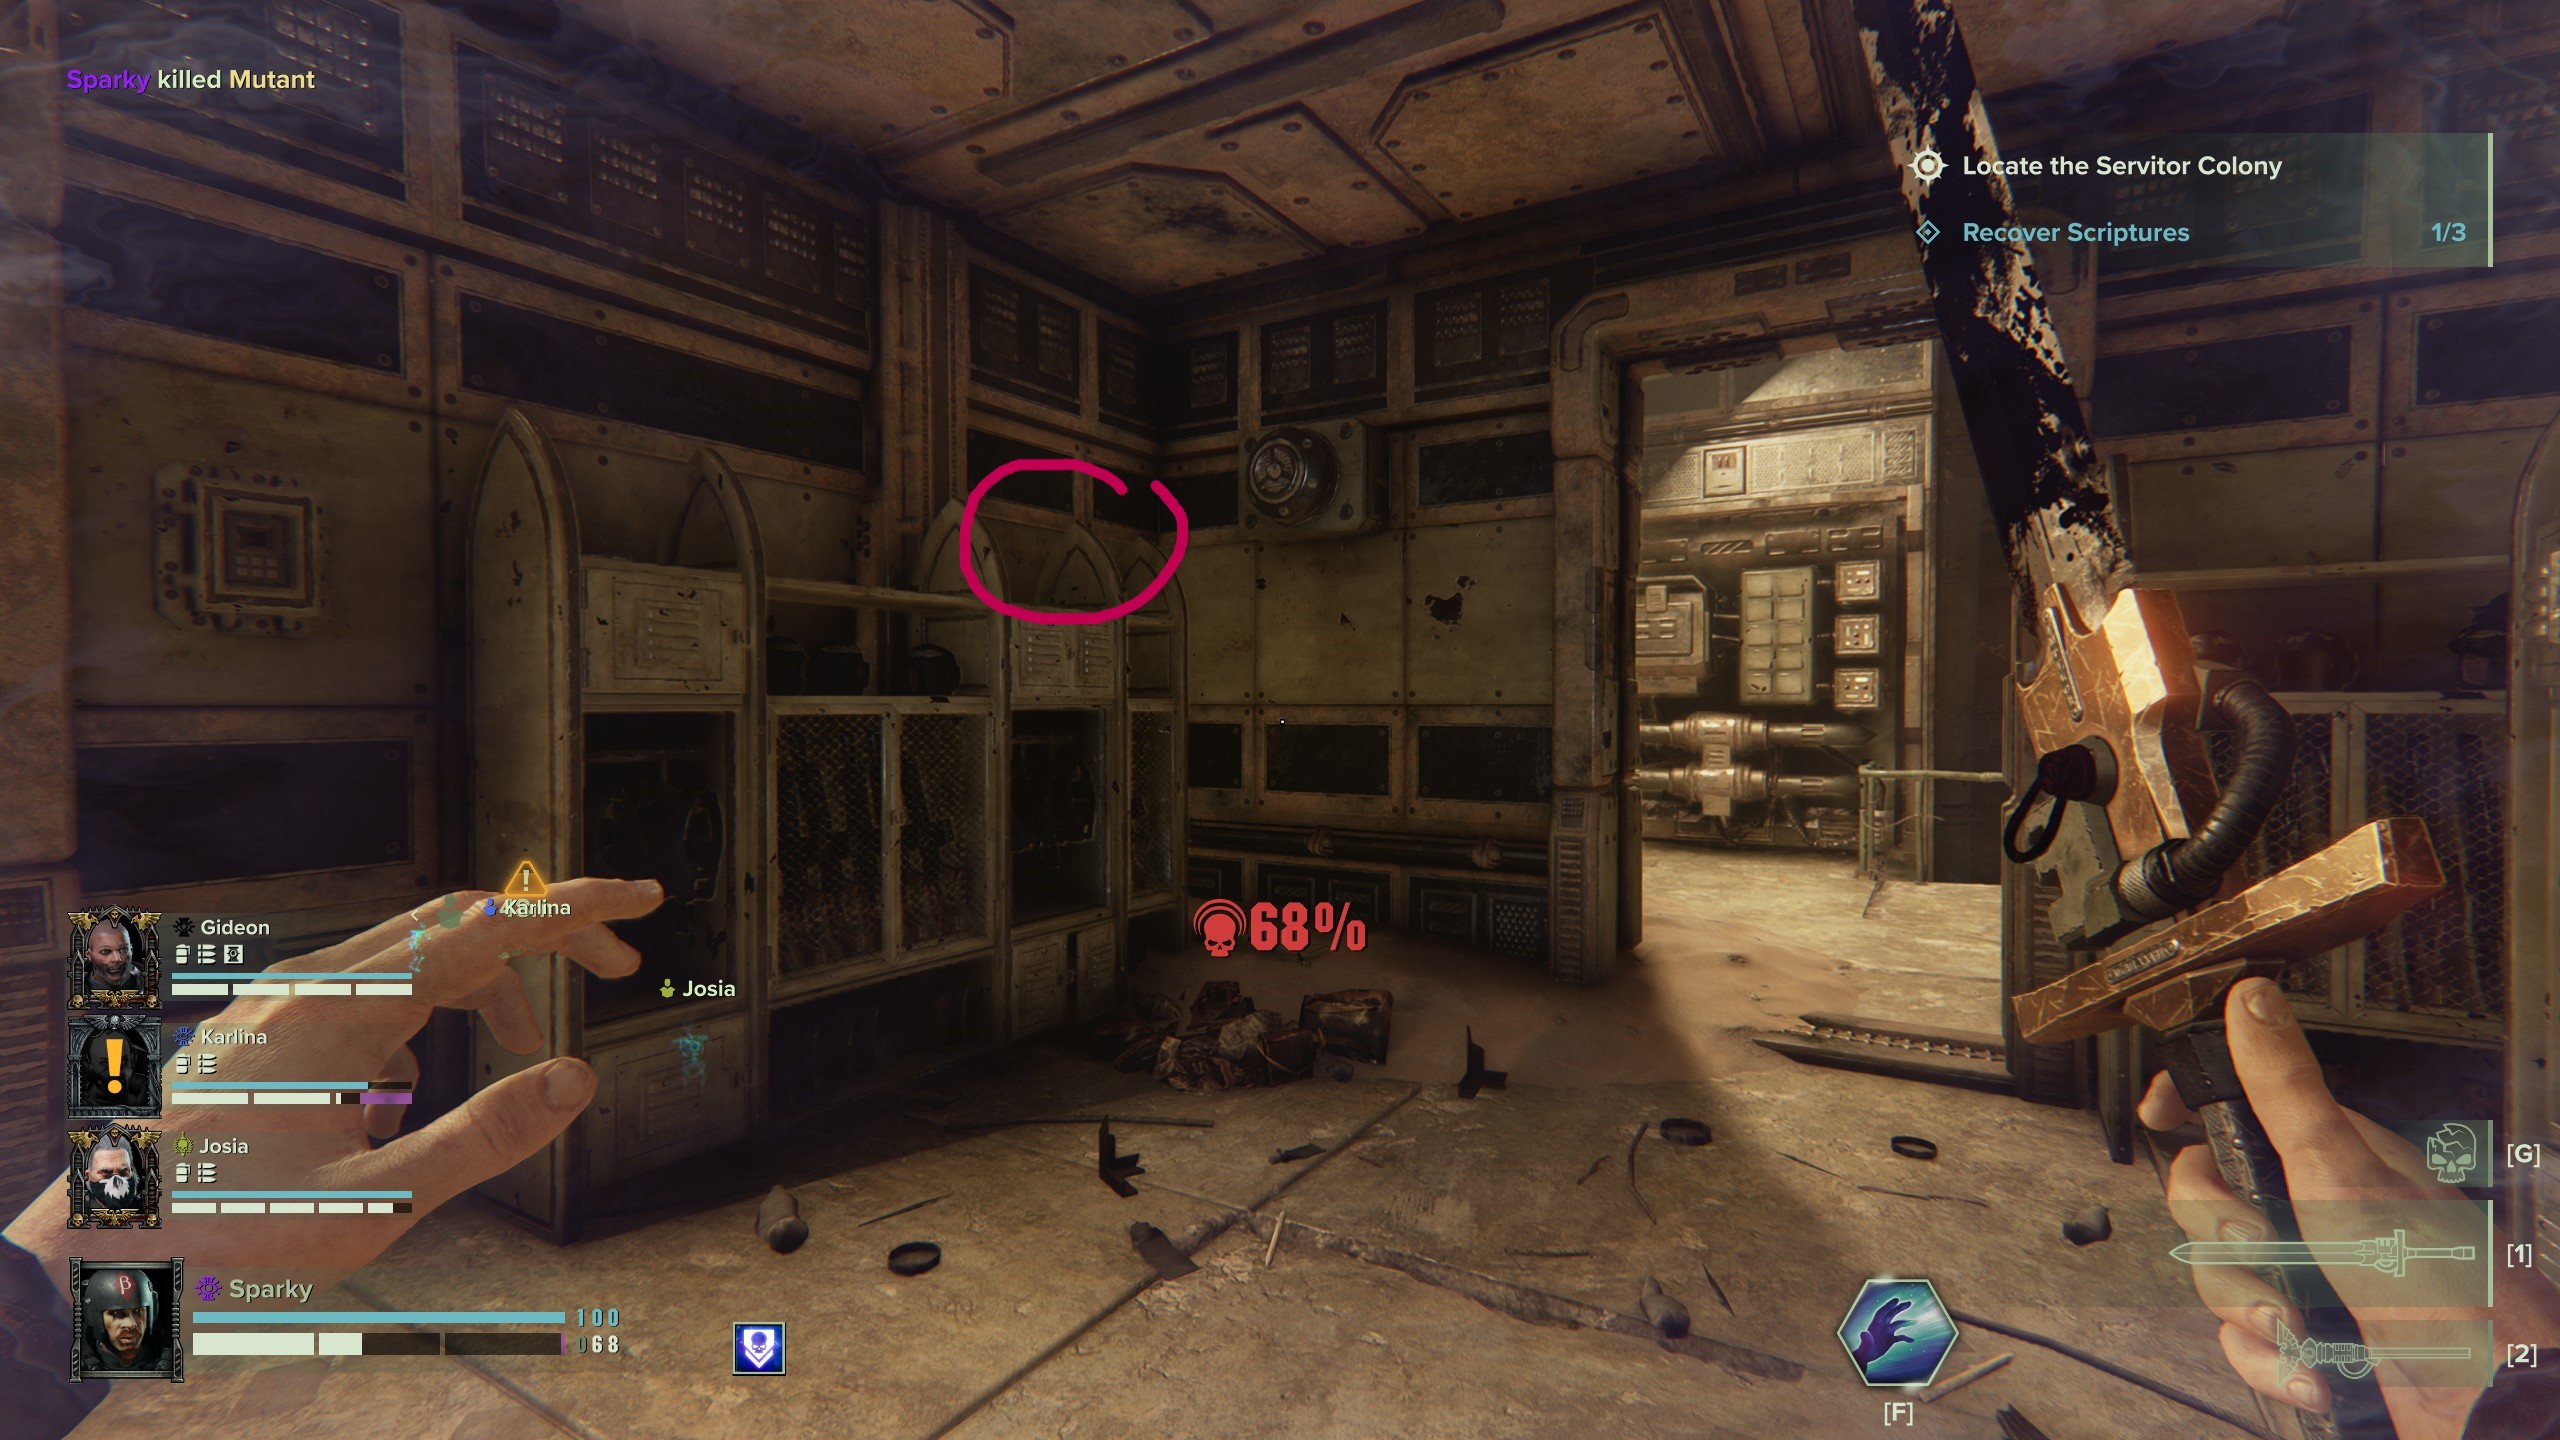 Sparky killed Mutant
Locate the Servitor Colony
Recover Scriptures 1/3
Karlina
Josia
68%
Gideon
Karlina
Josia
β
Sparky
100
068
[G]
[1]
[2]
[F]